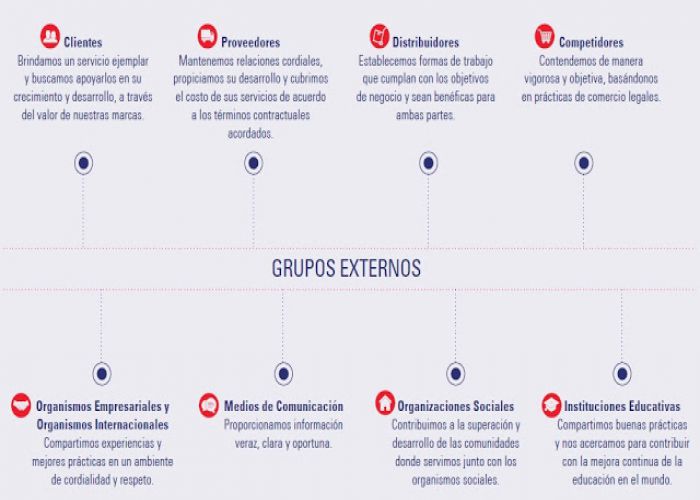 Clientes
Brindamos un servicio ejemplar
y buscamos apoyarlos en su
crecimiento y desarrollo, a través
del valor de nuestras marcas.
Proveedores
Mantenemos relaciones cordiales,
propiciamos su desarrollo y cubrimos
el costo de sus servicios de acuerdo
a los términos contractuales
acordados.
Distribuidores
Establecemos formas de trabajo
que cumplan con los objetivos
de negocio y sean benéficas para
ambas partes.
Competidores
Contendemos de manera
vigorosa y objetiva, basándonos
en prácticas de comercio legales.
GRUPOS EXTERNOS
Organismos Empresariales y
Organismos Internacionales
Compartimos experiencias y
mejores prácticas en un ambiente
de cordialidad y respeto.
Medios de Comunicación
Proporcionamos información
veraz, clara y oportuna.
Organizaciones Sociales
Contribuimos a la superación y
desarrollo de las comunidades
donde servimos junto con los
organismos sociales.
Instituciones Educativas
Compartimos buenas prácticas
y nos acercamos para contribuir
con la mejora continua de la
educación en el mundo.